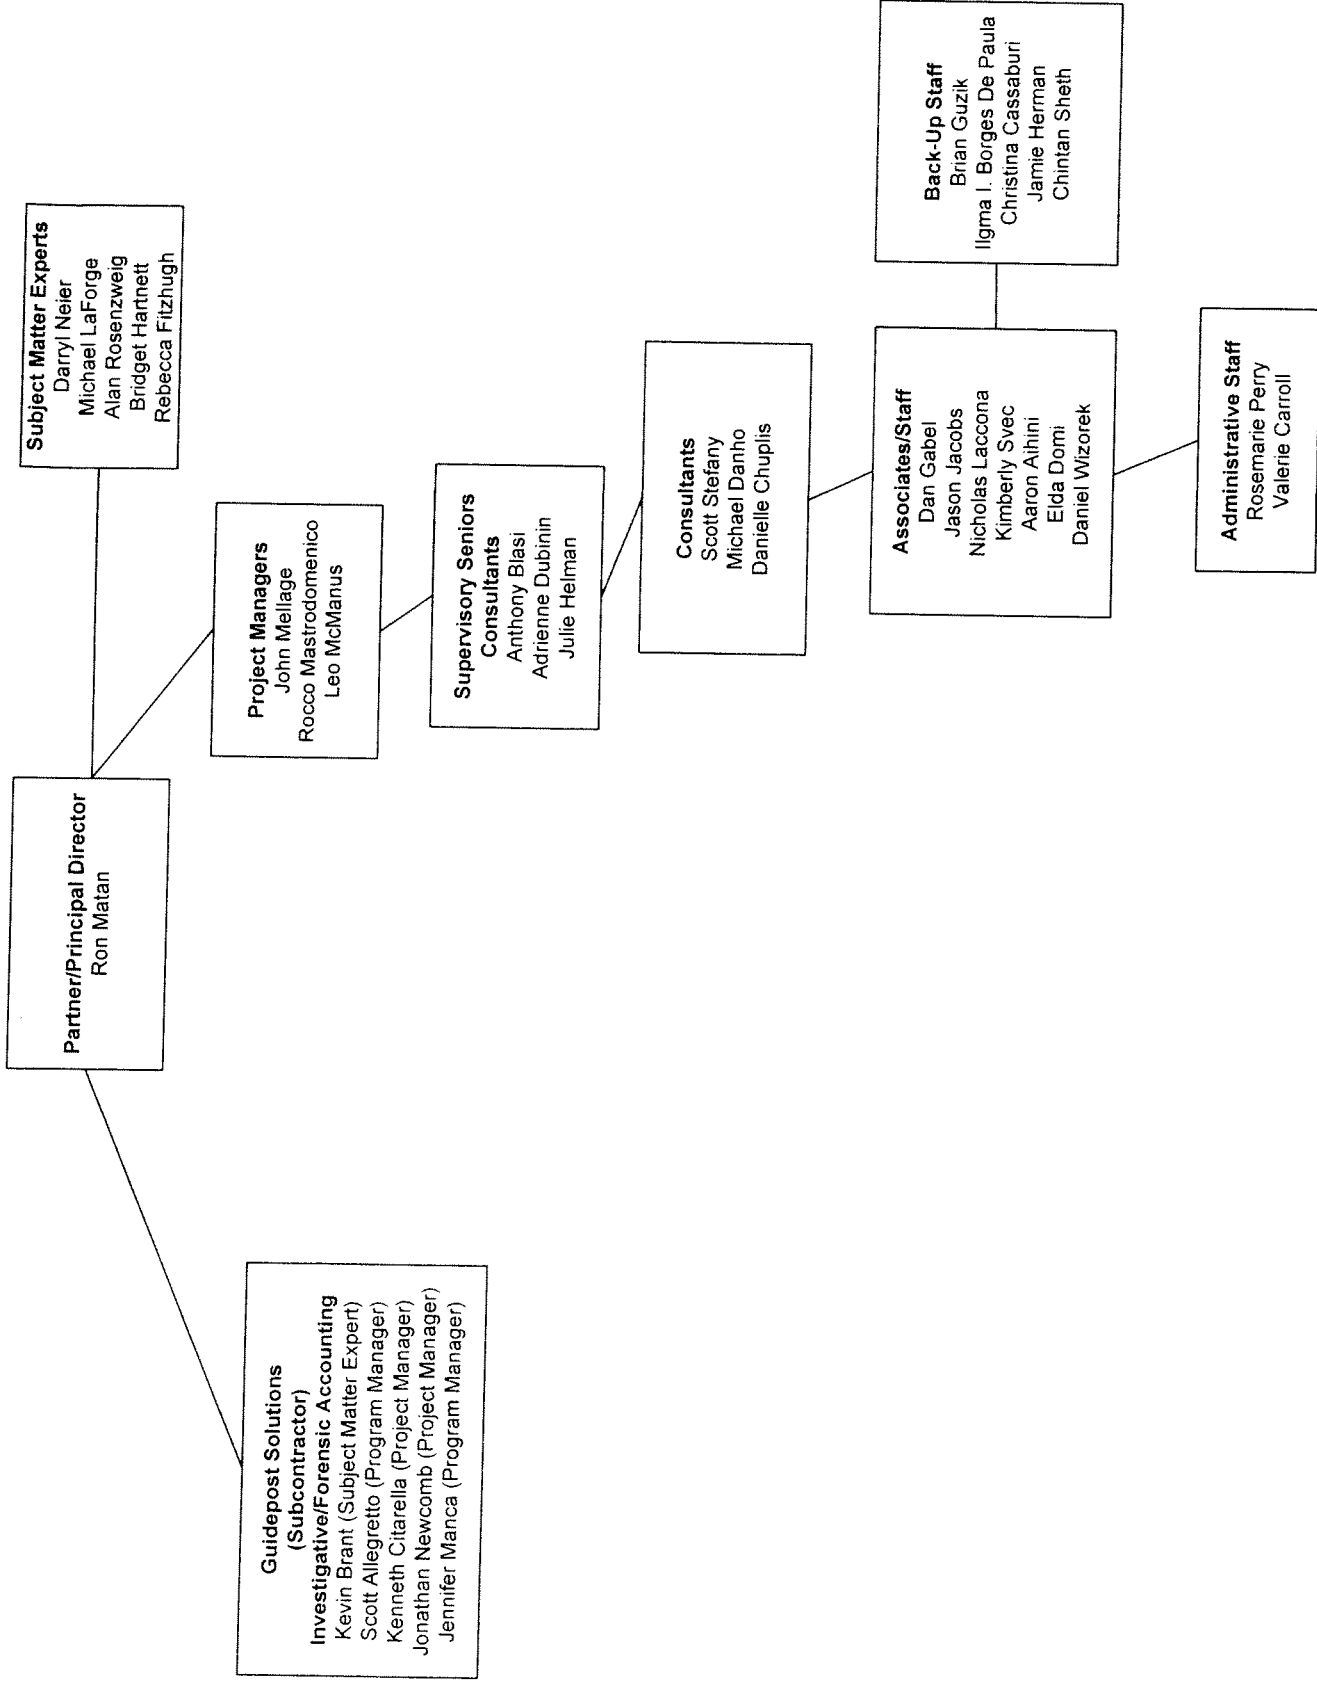 Partner/Principal Director
Ron Matan
Subject Matter Experts
Darryl Neier
Michael LaForge
Alan Rosenzweig
Bridget Hartnett
Rebecca Fitzhugh
Guidepost Solutions
(Subcontractor)
Investigative/Forensic Accounting
Kevin Brant (Subject Matter Expert)
Scott Allegretto (Program Manager)
Kenneth Citarella (Project Manager)
Jonathan Newcomb (Project Manager)
Jennifer Manca (Program Manager)
Project Managers
John Mellage
Rocco Mastrodomenico
Leo McManus
Supervisory Seniors
Consultants
Anthony Blasi
Adrienne Dubinin
Julie Helman
Consultants
Scott Stefany
Michael Danho
Danielle Chuplis
Associates/Staff
Dan Gabel
Jason Jacobs
Nicholas Laccona
Kimberly Svec
Aaron Aihini
Elda Domi
Daniel Wizorek
Back-Up Staff
Brian Guzik
Ilgma I. Borges De Paula
Christina Cassaburi
Jamie Herman
Chintan Sheth
Administrative Staff
Rosemarie Perry
Valerie Carroll